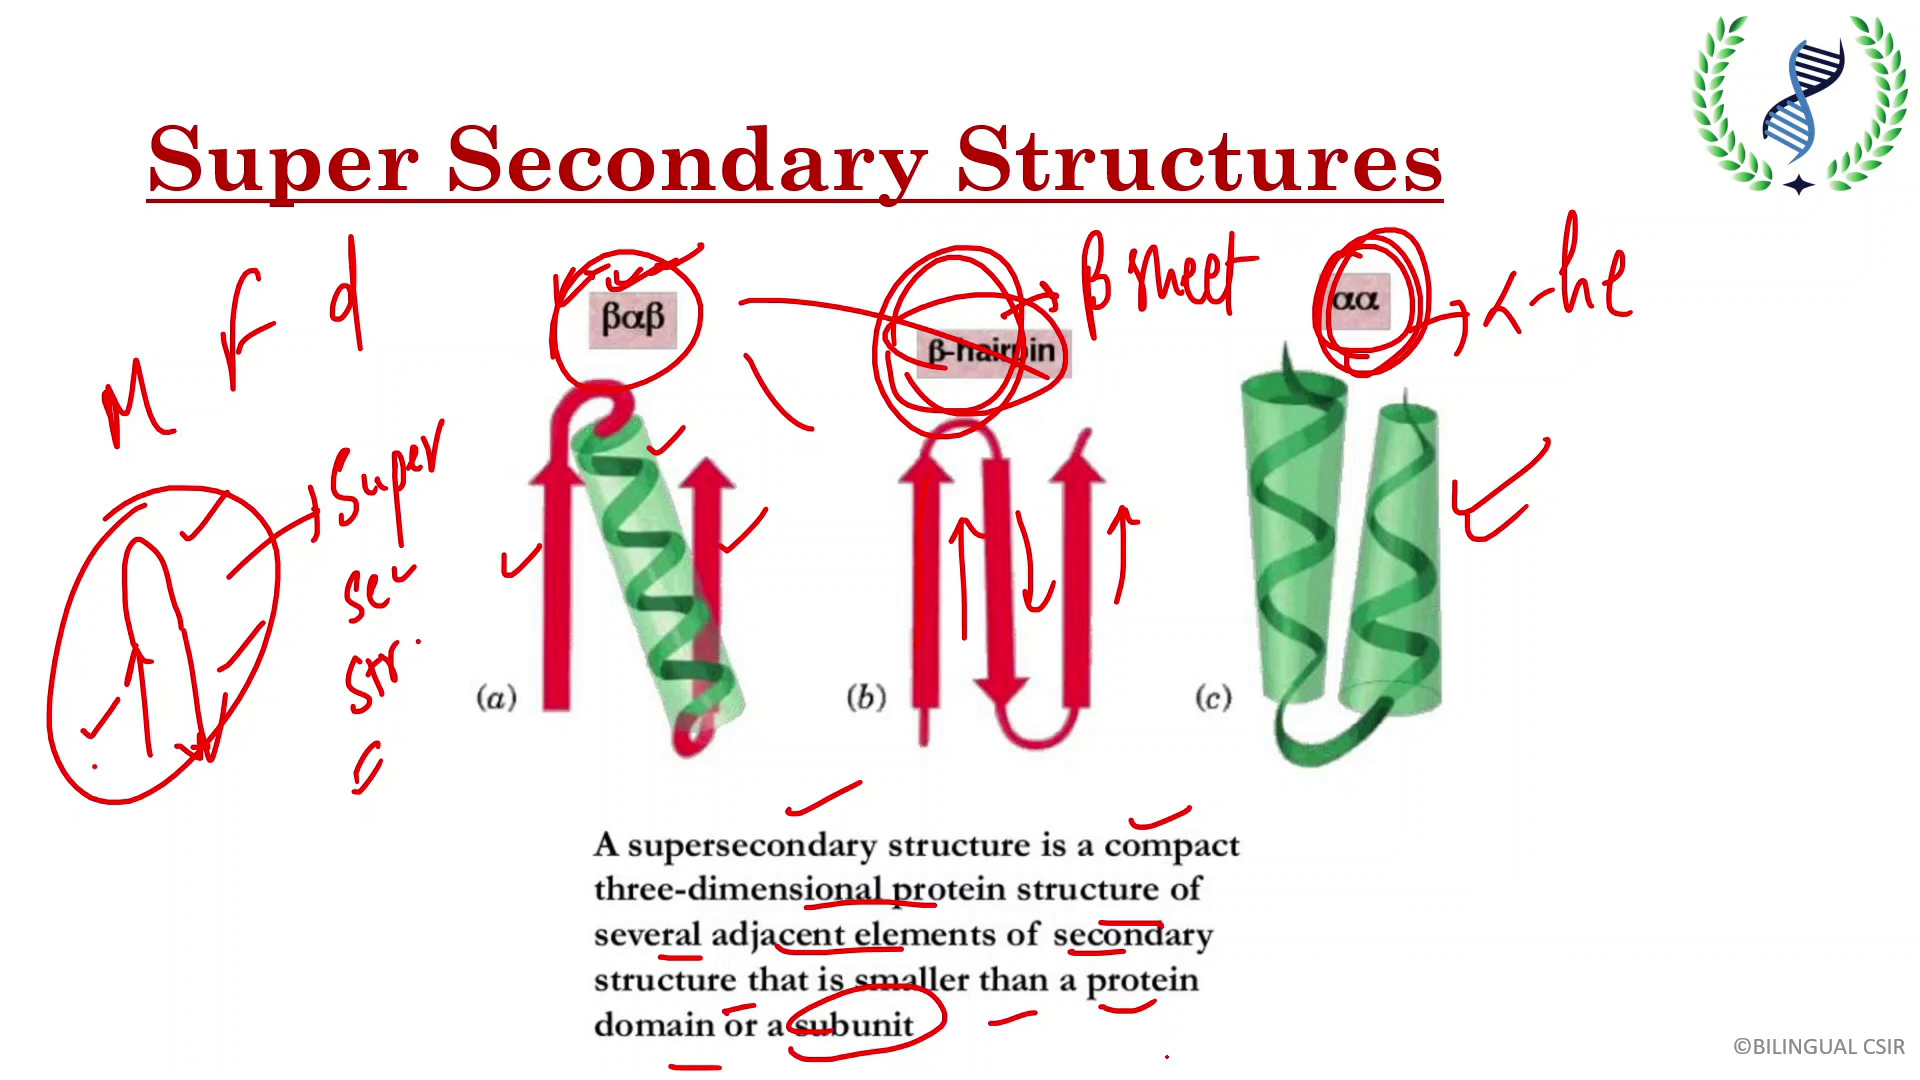 Super Secondary Structures
M F d
βαβ
β-hairpin
β sheet
αα
α-he
Super
Sec
Str.
(a)
(b)
(c)
A supersecondary structure is a compact
three-dimensional protein structure of
several adjacent elements of secondary
structure that is smaller than a protein
domain or a subunit
©BILINGUAL CSIR